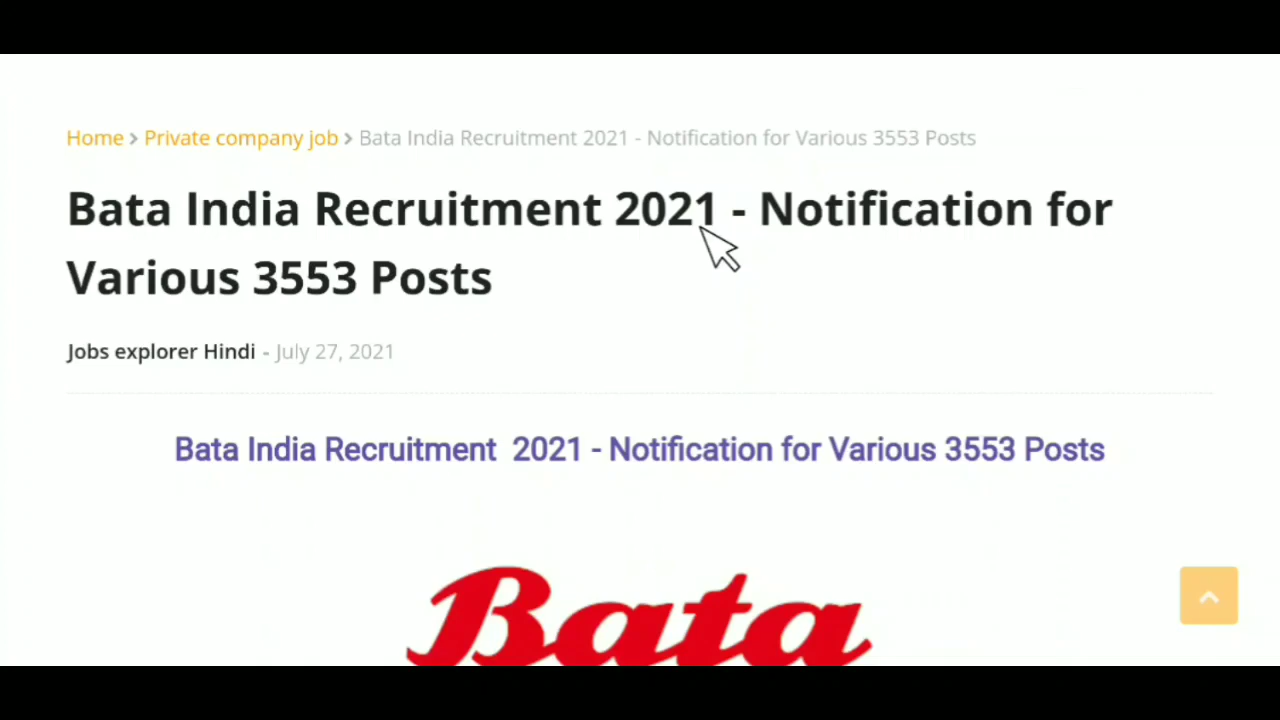 Home > Private company job > Bata India Recruitment 2021 - Notification for Various 3553 Posts
Bata India Recruitment 2021 - Notification for
Various 3553 Posts
Jobs explorer Hindi - July 27, 2021
Bata India Recruitment 2021 - Notification for Various 3553 Posts
Bata